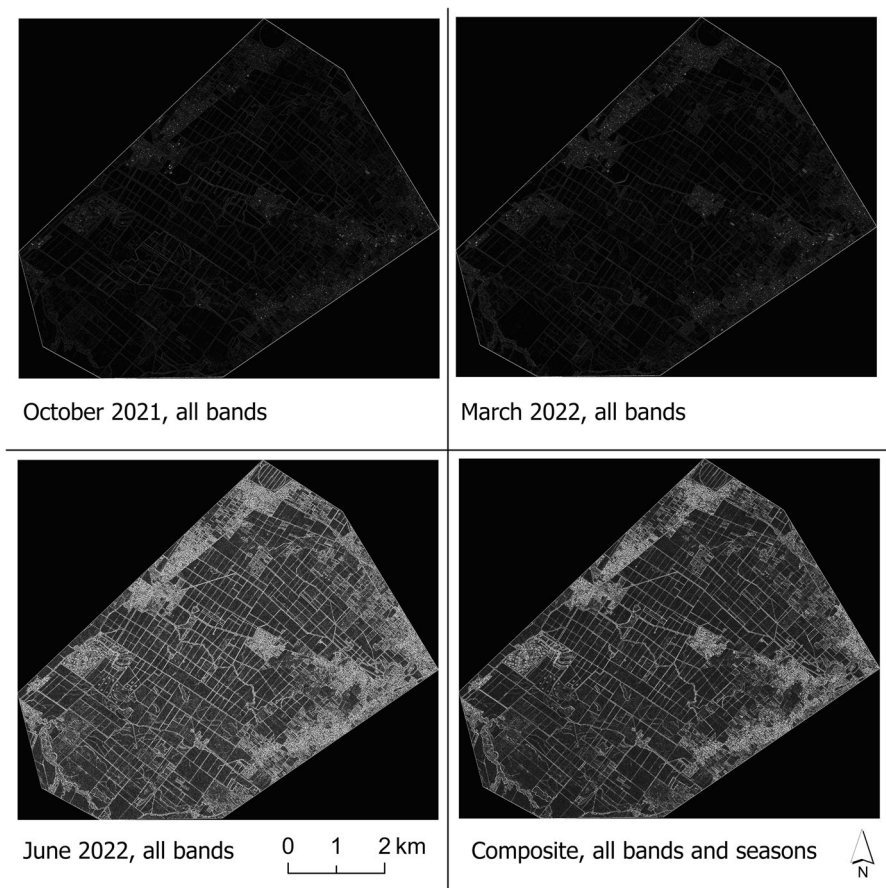 October 2021, all bands
March 2022, all bands
June 2022, all bands
0 1 2 km
Composite, all bands and seasons
N